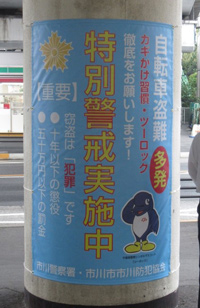 自転車盗難
多発
カギかけ習慣・ツーロック
徹底をお願いします!
特別警戒実施中
【重要】
窃盗は「犯罪」です
●十年以下の懲役
●五十万円以下の罰金
市川警察署・市川市市川防犯協会